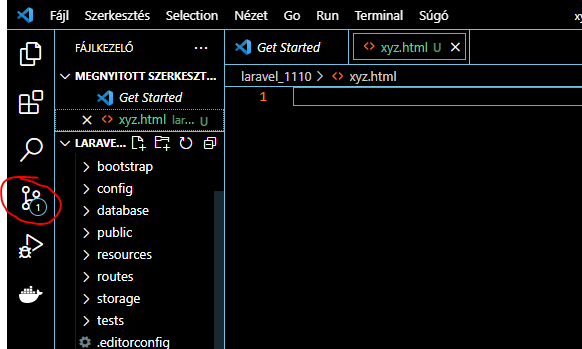 Fájl Szerkesztés Selection Nézet Go Run Terminal Súgó xy
FÁJLKEZELŐ ···
Get Started
xyz.html U
MEGNYITOTT SZERKESZT...
Get Started
xyz.html lar... U
laravel_1110 > xyz.html
1
LARAVE...
bootstrap
config
database
public
resources
routes
storage
tests
.editorconfig
1